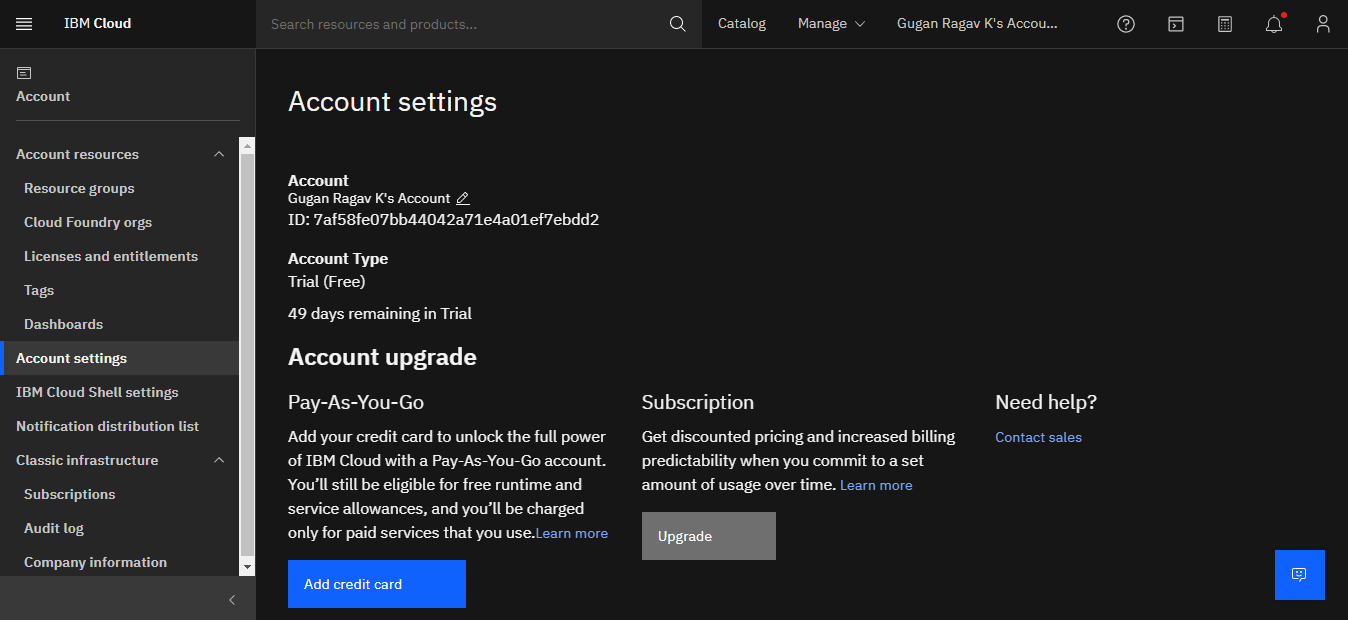 IBM Cloud
Search resources and products...
Catalog
Manage
Gugan Ragav K's Accou...
Account
Account resources
Resource groups
Cloud Foundry orgs
Licenses and entitlements
Tags
Dashboards
Account settings
IBM Cloud Shell settings
Notification distribution list
Classic infrastructure
Subscriptions
Audit log
Company information
Account settings
Account
Gugan Ragav K's Account
ID: 7af58fe07bb44042a71e4a01ef7ebdd2
Account Type
Trial (Free)
49 days remaining in Trial
Account upgrade
Pay-As-You-Go
Add your credit card to unlock the full power
of IBM Cloud with a Pay-As-You-Go account.
You’ll still be eligible for free runtime and
service allowances, and you’ll be charged
only for paid services that you use.Learn more
Add credit card
Subscription
Get discounted pricing and increased billing
predictability when you commit to a set
amount of usage over time. Learn more
Upgrade
Need help?
Contact sales